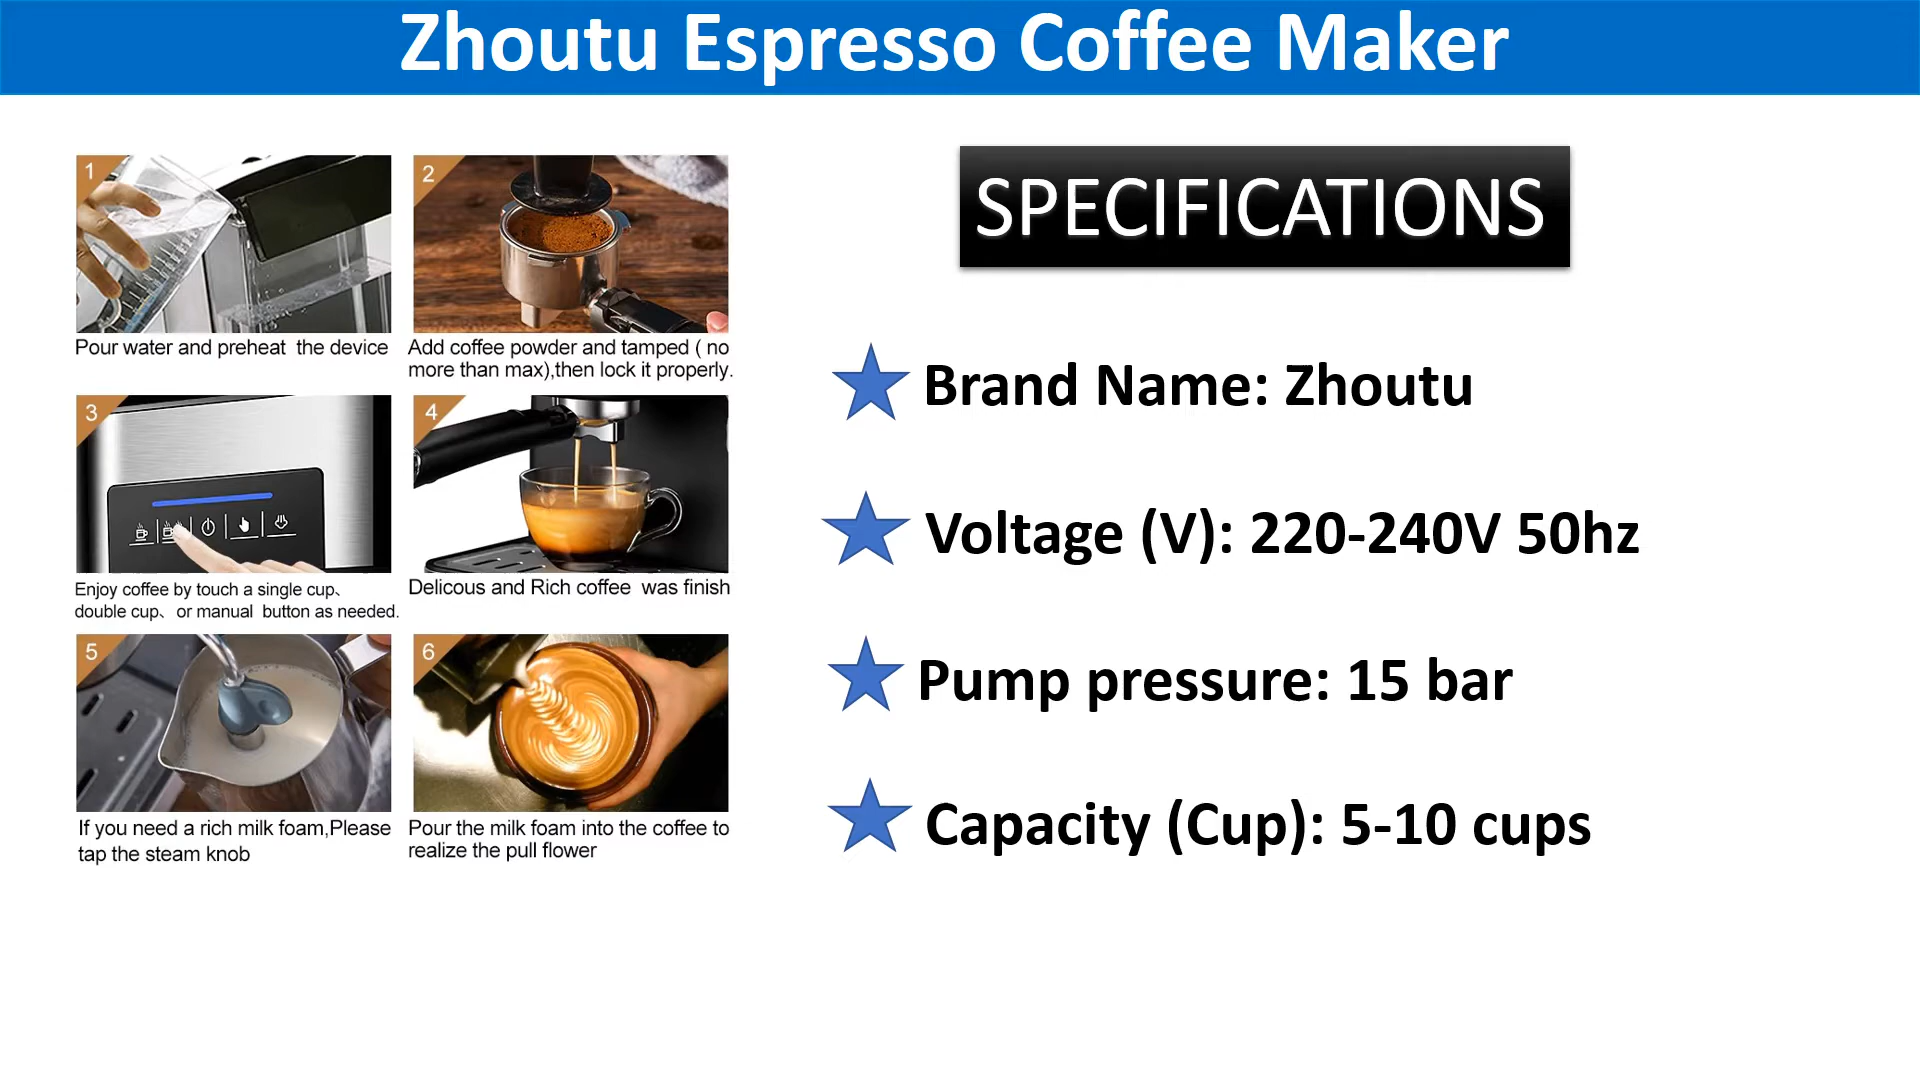 Zhoutu Espresso Coffee Maker
1
Pour water and preheat the device
2
Add coffee powder and tamped ( no
more than max),then lock it properly.
3
Enjoy coffee by touch a single cup、
double cup、or manual button as needed.
4
Delicous and Rich coffee was finish
5
If you need a rich milk foam,Please
tap the steam knob
6
Pour the milk foam into the coffee to
realize the pull flower
SPECIFICATIONS
Brand Name: Zhoutu
Voltage (V): 220-240V 50hz
Pump pressure: 15 bar
Capacity (Cup): 5-10 cups